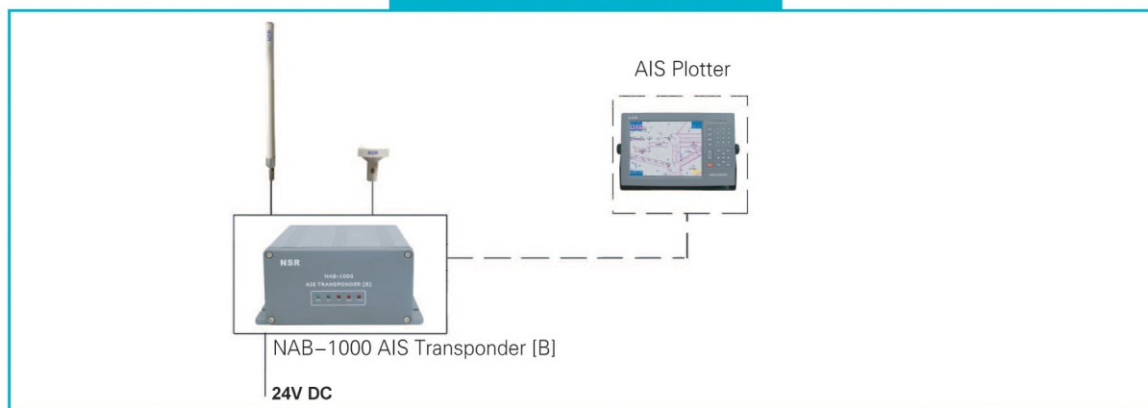 AIS Plotter
NSR
NAB-1000
AIS TRANSPONDER [B]
NAB-1000 AIS Transponder [B]
24V DC